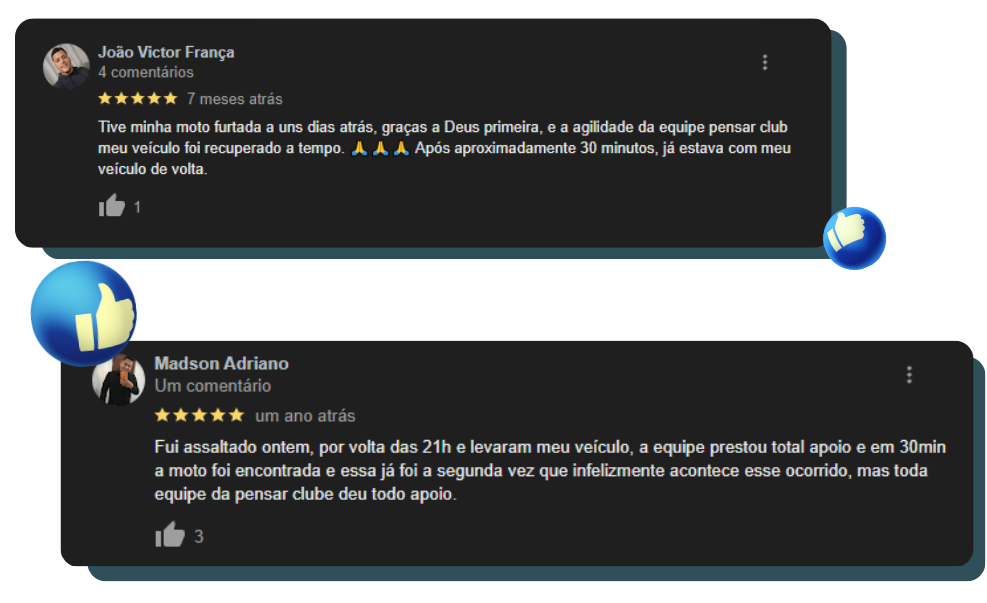 João Victor França
4 comentários
7 meses atrás
Tive minha moto furtada a uns dias atrás, graças a Deus primeira, e a agilidade da equipe pensar club
meu veículo foi recuperado a tempo. 🙏 🙏 🙏 Após aproximadamente 30 minutos, já estava com meu
veículo de volta.
1
Madson Adriano
Um comentário
um ano atrás
Fui assaltado ontem, por volta das 21h e levaram meu veículo, a equipe prestou total apoio e em 30min
a moto foi encontrada e essa já foi a segunda vez que infelizmente acontece esse ocorrido, mas toda
equipe da pensar clube deu todo apoio.
3